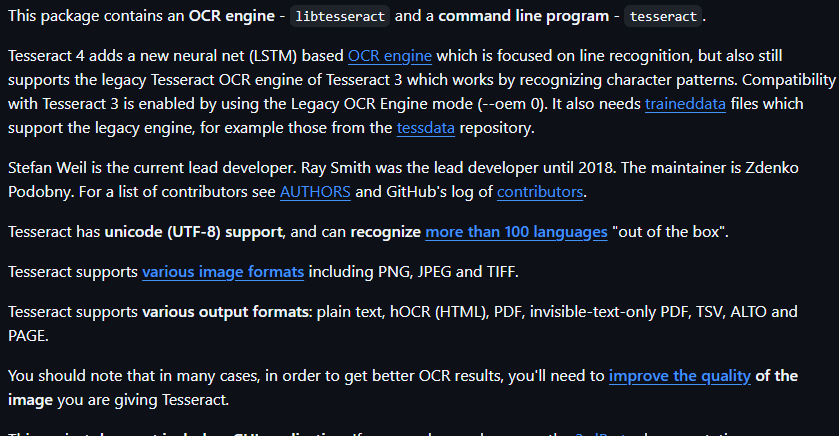 This package contains an OCR engine - libtesseract and a command line program - tesseract.
Tesseract 4 adds a new neural net (LSTM) based OCR engine which is focused on line recognition, but also still
supports the legacy Tesseract OCR engine of Tesseract 3 which works by recognizing character patterns. Compatibility
with Tesseract 3 is enabled by using the Legacy OCR Engine mode (--oem 0). It also needs traineddata files which
support the legacy engine, for example those from the tessdata repository.
Stefan Weil is the current lead developer. Ray Smith was the lead developer until 2018. The maintainer is Zdenko
Podobny. For a list of contributors see AUTHORS and GitHub's log of contributors.
Tesseract has unicode (UTF-8) support, and can recognize more than 100 languages "out of the box".
Tesseract supports various image formats including PNG, JPEG and TIFF.
Tesseract supports various output formats: plain text, hOCR (HTML), PDF, invisible-text-only PDF, TSV, ALTO and
PAGE.
You should note that in many cases, in order to get better OCR results, you'll need to improve the quality of the
image you are giving Tesseract.